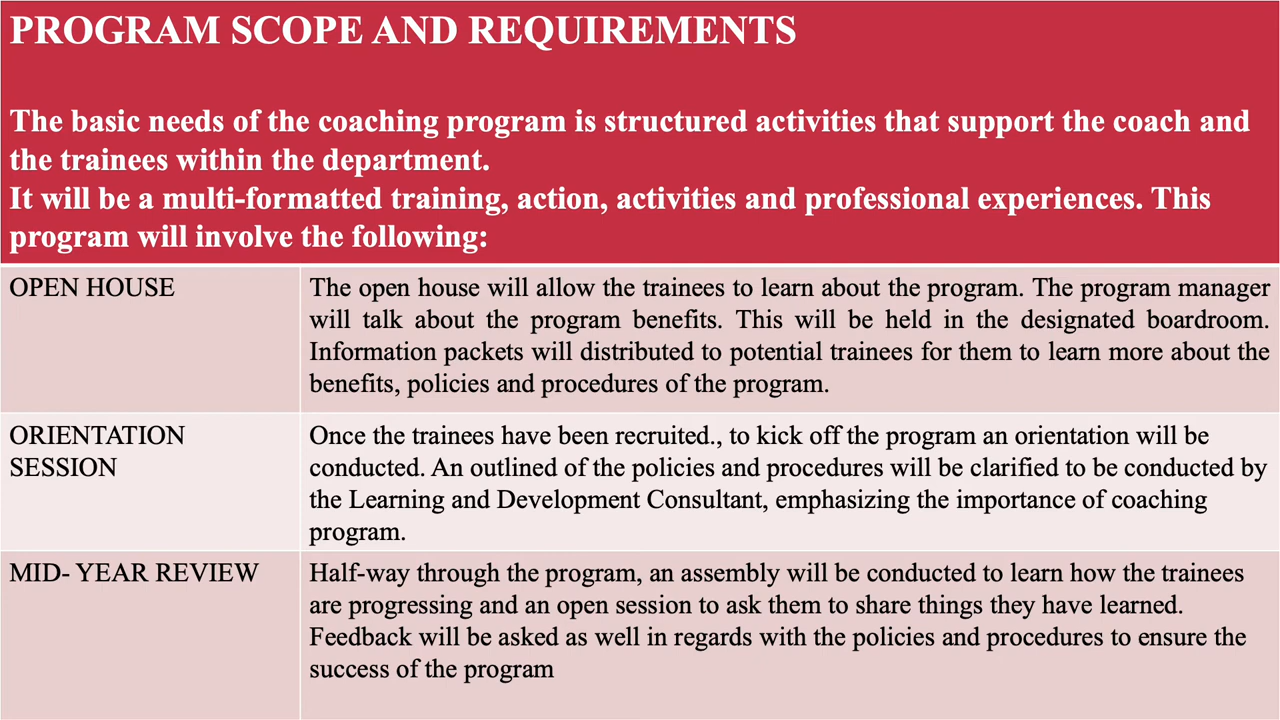 PROGRAM SCOPE AND REQUIREMENTS
The basic needs of the coaching program is structured activities that support the coach and
the trainees within the department.
It will be a multi-formatted training, action, activities and professional experiences. This
program will involve the following:
OPEN HOUSE
The open house will allow the trainees to learn about the program. The program manager
will talk about the program benefits. This will be held in the designated boardroom.
Information packets will distributed to potential trainees for them to learn more about the
benefits, policies and procedures of the program.
ORIENTATION
SESSION
Once the trainees have been recruited., to kick off the program an orientation will be
conducted. An outlined of the policies and procedures will be clarified to be conducted by
the Learning and Development Consultant, emphasizing the importance of coaching
program.
MID- YEAR REVIEW
Half-way through the program, an assembly will be conducted to learn how the trainees
are progressing and an open session to ask them to share things they have learned.
Feedback will be asked as well in regards with the policies and procedures to ensure the
success of the program